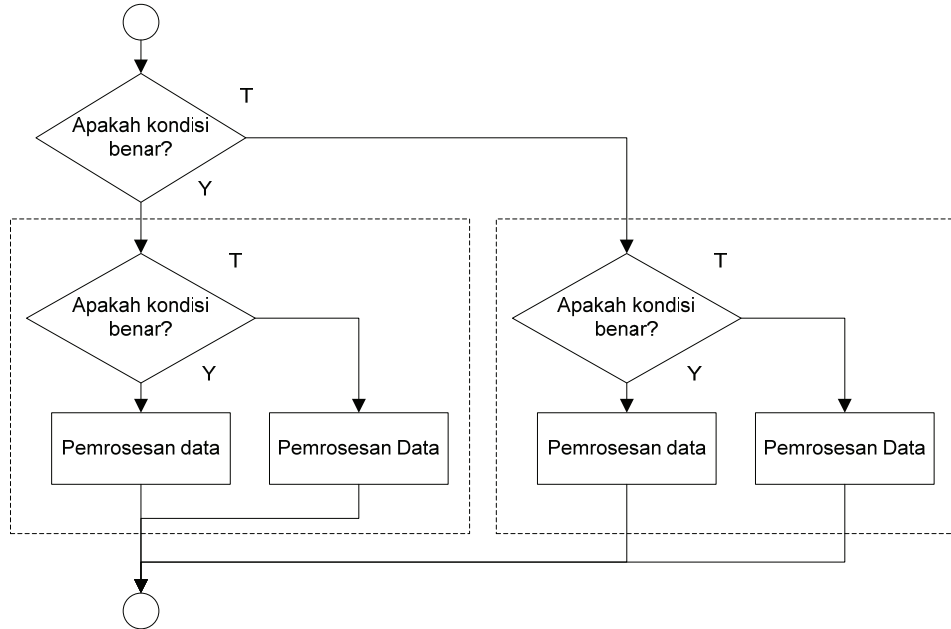 T
Apakah kondisi
benar?
Y
T
Apakah kondisi
benar?
Y
Pemrosesan data
Pemrosesan Data
T
Apakah kondisi
benar?
Y
Pemrosesan data
Pemrosesan Data